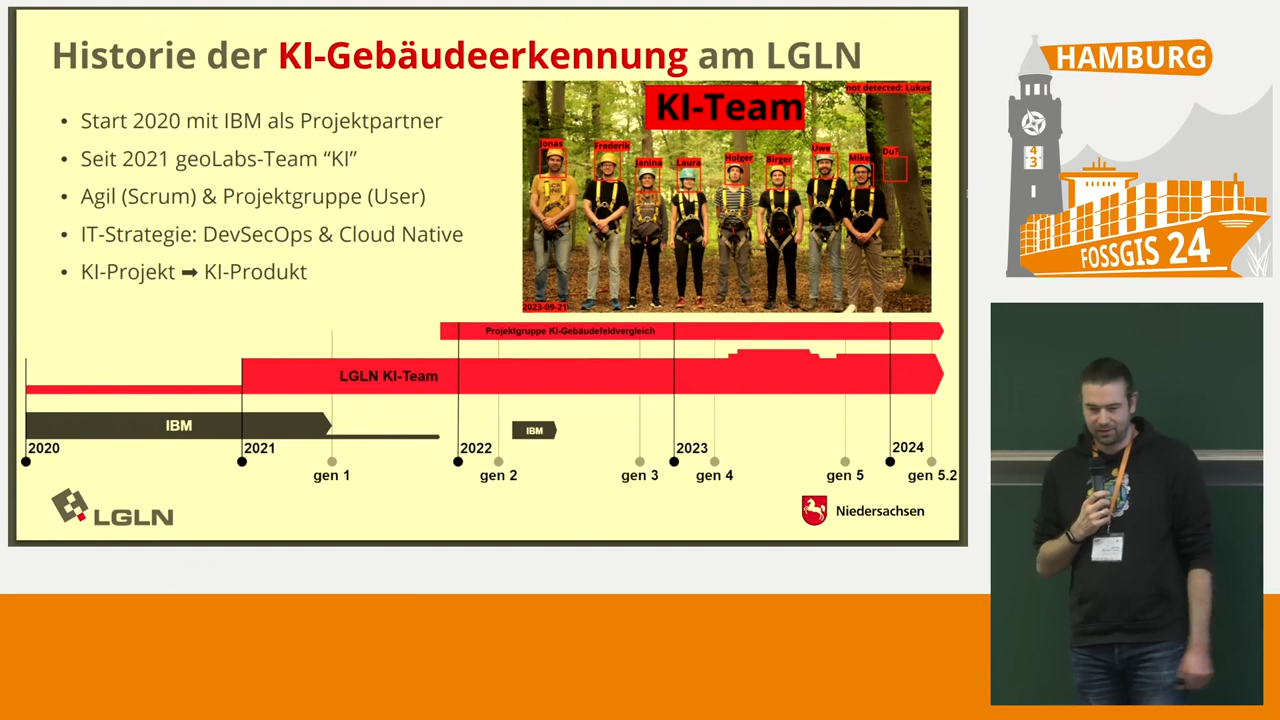 Historie der KI-Gebäudeerkennung am LGLN
• Start 2020 mit IBM als Projektpartner
• Seit 2021 geoLabs-Team “KI”
• Agil (Scrum) & Projektgruppe (User)
• IT-Strategie: DevSecOps & Cloud Native
• KI-Projekt ➡ KI-Produkt
not detected: Lukas
KI-Team
Jonas
Frederik
Janina
Laura
Holger
Birger
Uwe
Mike
Du?
2023-09-21
Projektgruppe KI-Gebäudefeldvergleich
LGLN KI-Team
IBM
IBM
2020
2021
2022
2023
2024
gen 1
gen 2
gen 3
gen 4
gen 5
gen 5.2
LGLN
Niedersachsen
HAMBURG
4
3
FOSSGIS 24